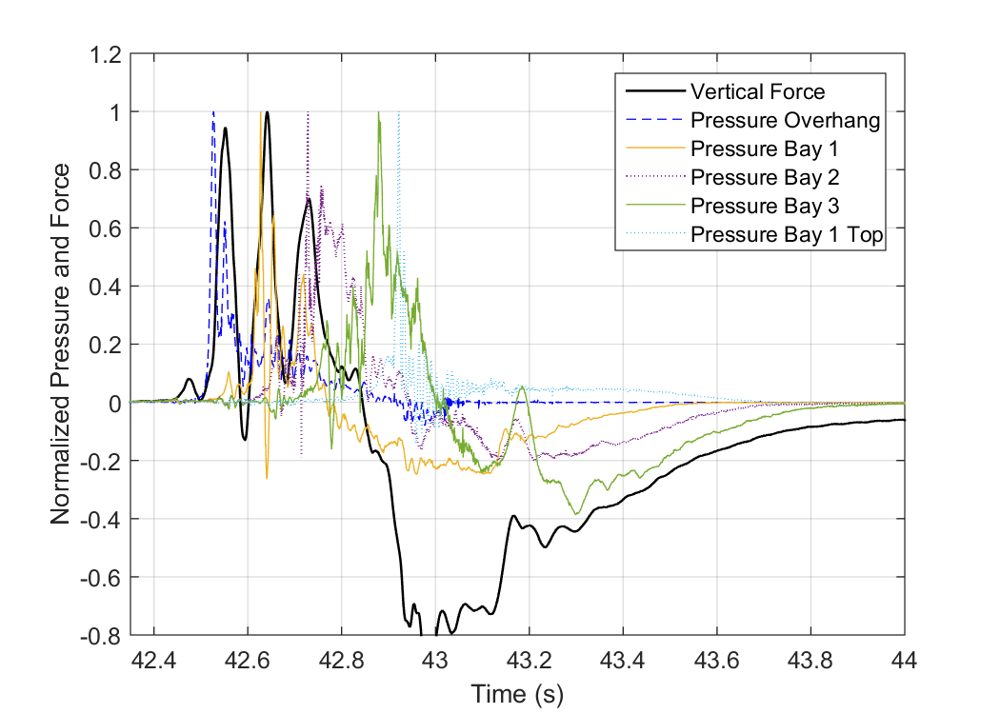 1.2
1
0.8
0.6
0.4
0.2
0
-0.2
-0.4
-0.6
-0.8
Normalized Pressure and Force
Vertical Force
Pressure Overhang
Pressure Bay 1
Pressure Bay 2
Pressure Bay 3
Pressure Bay 1 Top
42.4 42.6 42.8 43 43.2 43.4 43.6 43.8 44
Time (s)